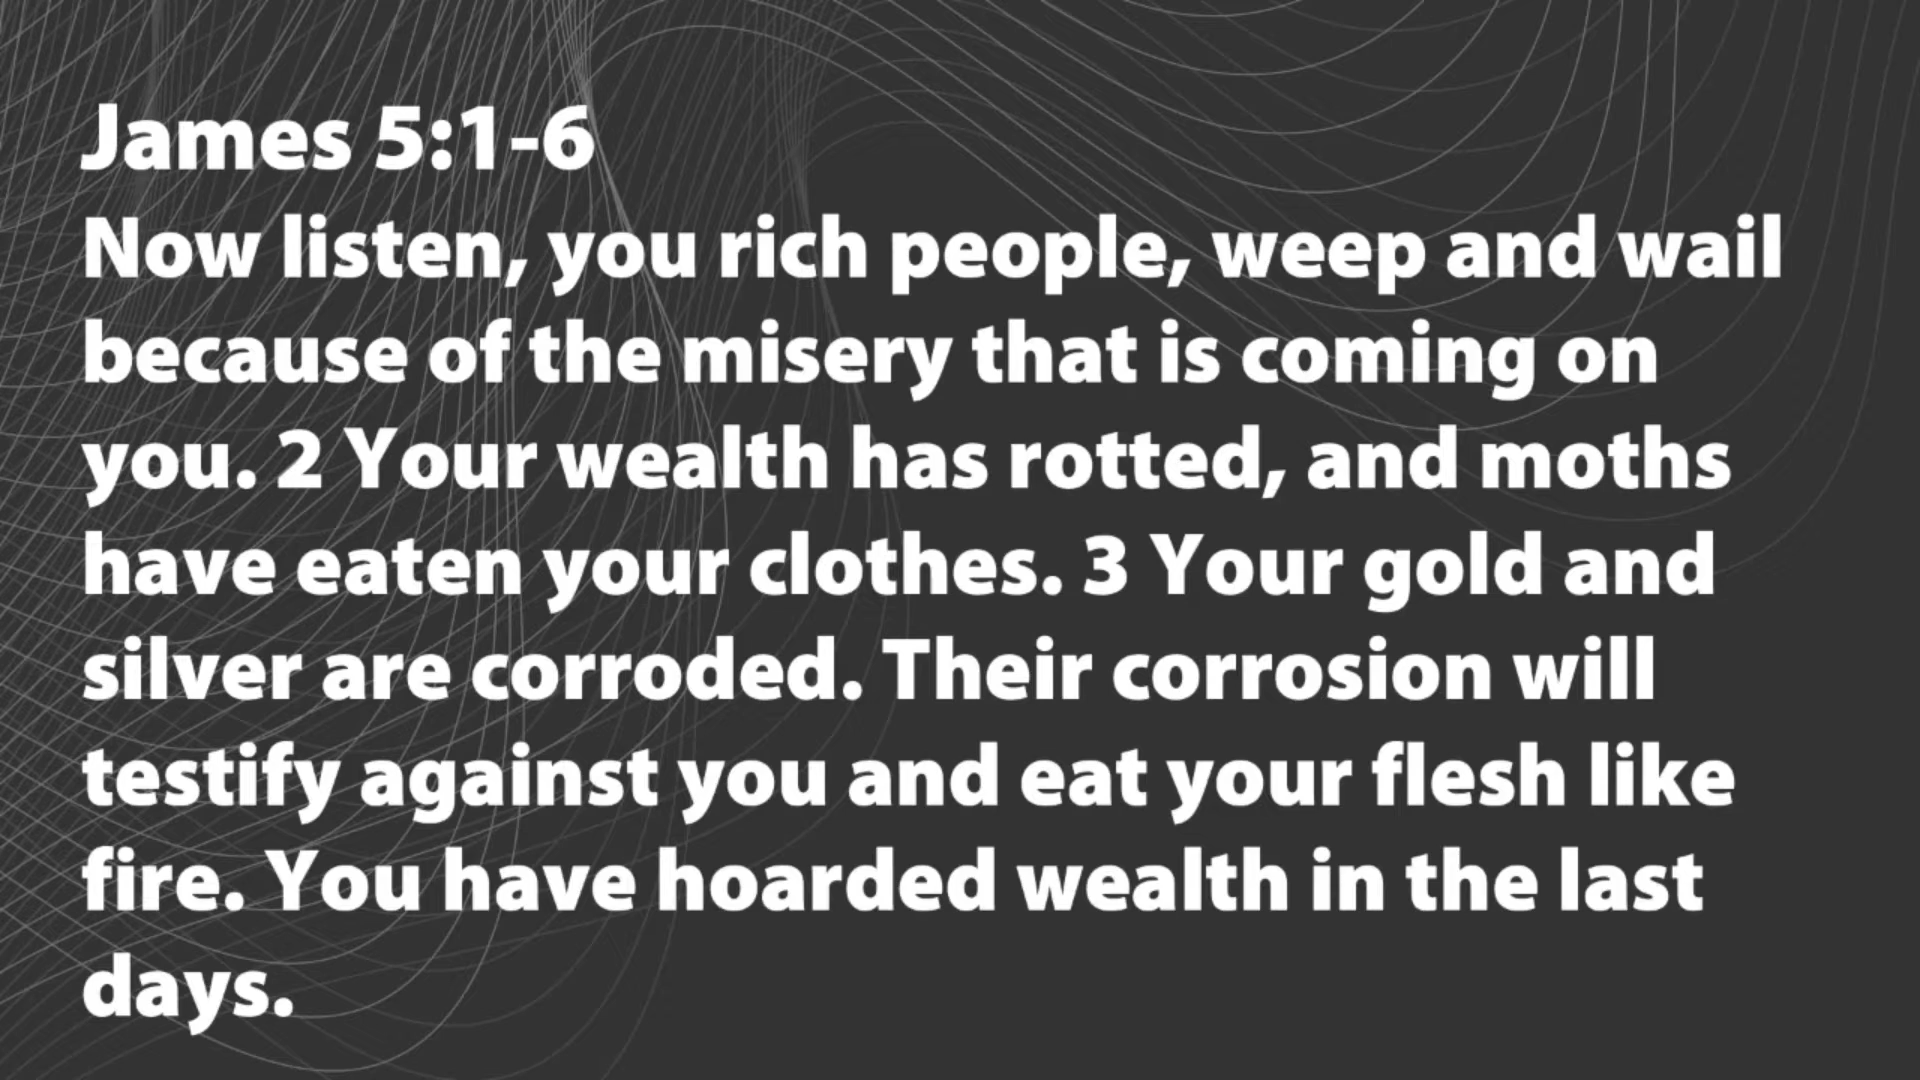 James 5:1-6
Now listen, you rich people, weep and wail
because of the misery that is coming on
you. 2 Your wealth has rotted, and moths
have eaten your clothes. 3 Your gold and
silver are corroded. Their corrosion will
testify against you and eat your flesh like
fire. You have hoarded wealth in the last
days.